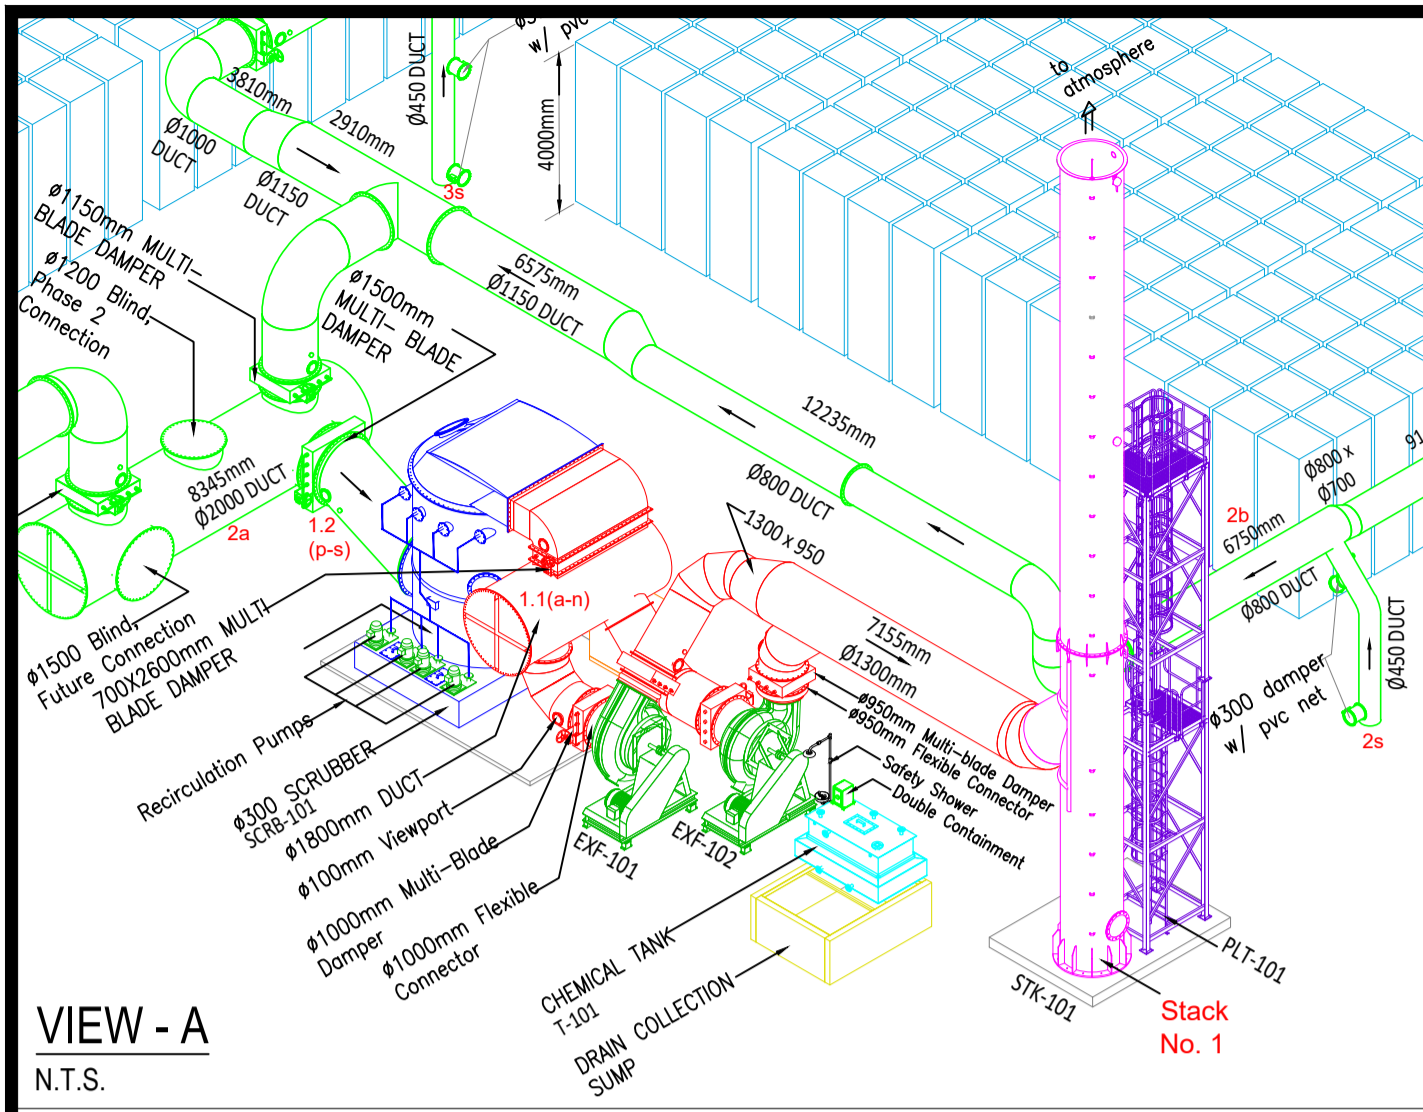 w/ pvc
Ø450 DUCT
4000mm
to
atmosphere
3810mm
2910mm
Ø1000
DUCT
Ø1150
DUCT
3s
ø1150mm MULTI-
BLADE DAMPER
ø1200 Blind,
Phase 2
Connection
ø1500mm
MULTI- BLADE
DAMPER
6575mm
Ø1150 DUCT
12235mm
Ø800 DUCT
1300 x 950
8345mm
Ø2000 DUCT
2a
1.2
(p-s)
1.1(a-n)
Ø800 x
Ø700
91
2b
6750mm
Ø800 DUCT
Ø450 DUCT
ø300 damper
w/ pvc net
2s
7155mm
Ø1300mm
ø1500 Blind,
Future Connection
700X2600mm MULTI
BLADE DAMPER
Recirculation Pumps
ø300 SCRUBBER
SCRB-101
ø1800mm DUCT
ø100mm Viewport
ø1000mm Multi-Blade
Damper
ø1000mm Flexible
Connector
EXF-101
EXF-102
ø950mm Multi-blade Damper
ø950mm Flexible Connector
Safety Shower
Double Containment
CHEMICAL TANK
T-101
DRAIN COLLECTION
SUMP
STK-101
PLT-101
Stack
No. 1
VIEW - A
N.T.S.